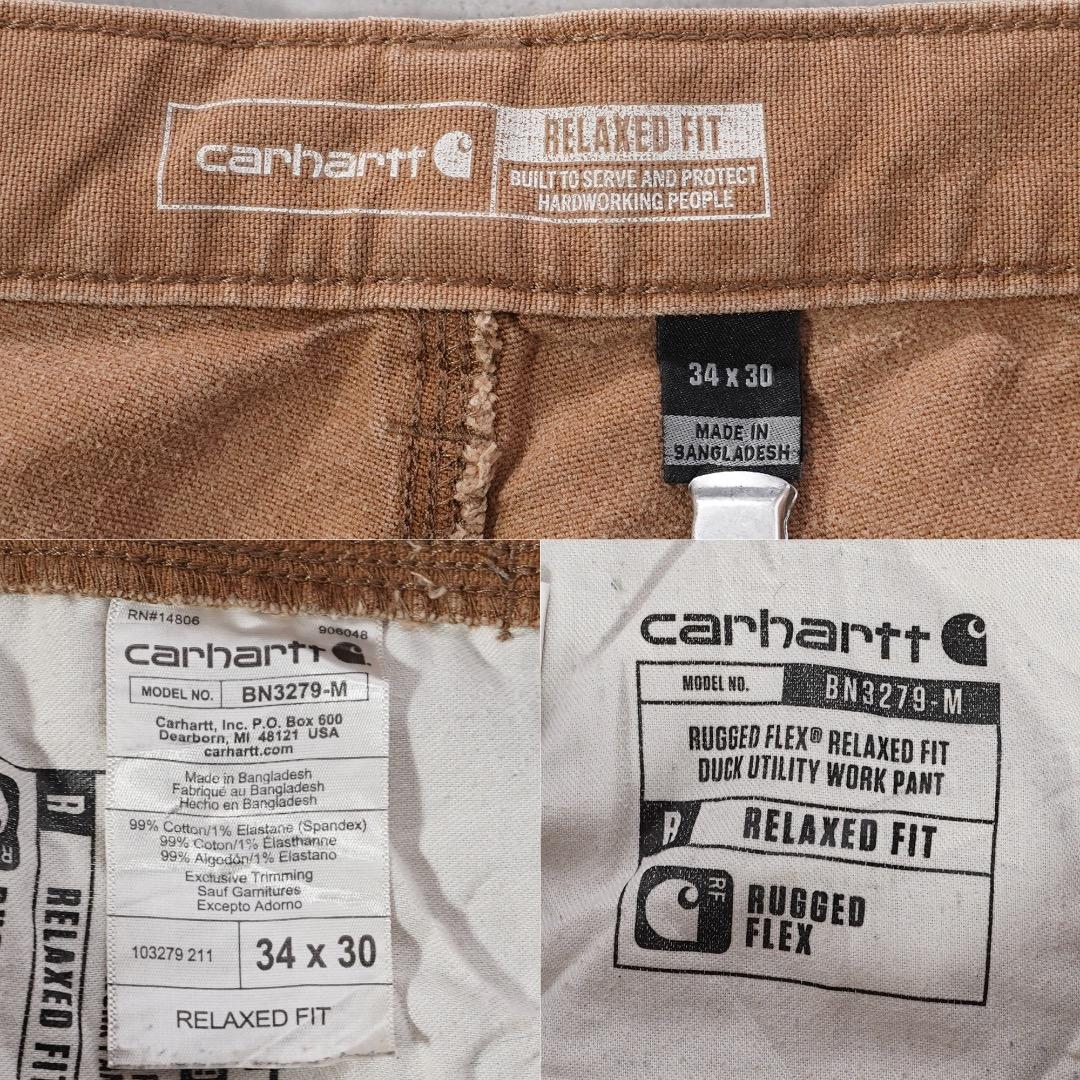 carhartt
RELAXED FIT
BUILT TO SERVE AND PROTECT
HARDWORKING PEOPLE
34 x 30
MADE IN
BANGLADESH
RN#14806
906048
carhartt
MODEL NO. BN3279-M
Carhartt, Inc. P.O. Box 600
Dearborn, MI 48121 USA
carhartt.com
Made in Bangladesh
Fabriqué au Bangladesh
Hecho en Bangladesh
99% Cotton/1% Elastane (Spandex)
99% Coton/1% Élasthanne
99% Algodón/1% Elastano
Exclusive Trimming
Sauf Garnitures
Excepto Adorno
103279 211
34 x 30
RELAXED FIT
R RELAXED FIT
carhartt
MODEL NO. BN3279-M
RUGGED FLEX® RELAXED FIT
DUCK UTILITY WORK PANT
R RELAXED FIT
RF
RUGGED
FLEX